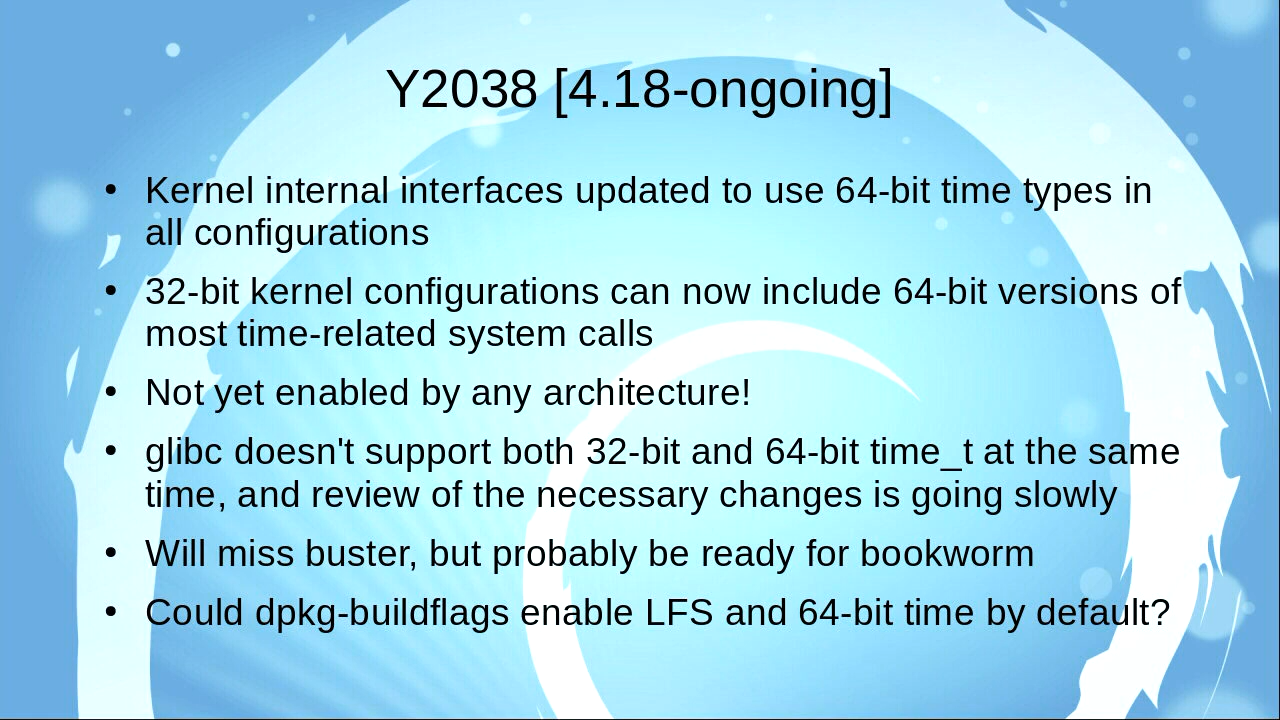 Y2038 [4.18-ongoing]
• Kernel internal interfaces updated to use 64-bit time types in
all configurations
• 32-bit kernel configurations can now include 64-bit versions of
most time-related system calls
• Not yet enabled by any architecture!
• glibc doesn't support both 32-bit and 64-bit time_t at the same
time, and review of the necessary changes is going slowly
• Will miss buster, but probably be ready for bookworm
• Could dpkg-buildflags enable LFS and 64-bit time by default?